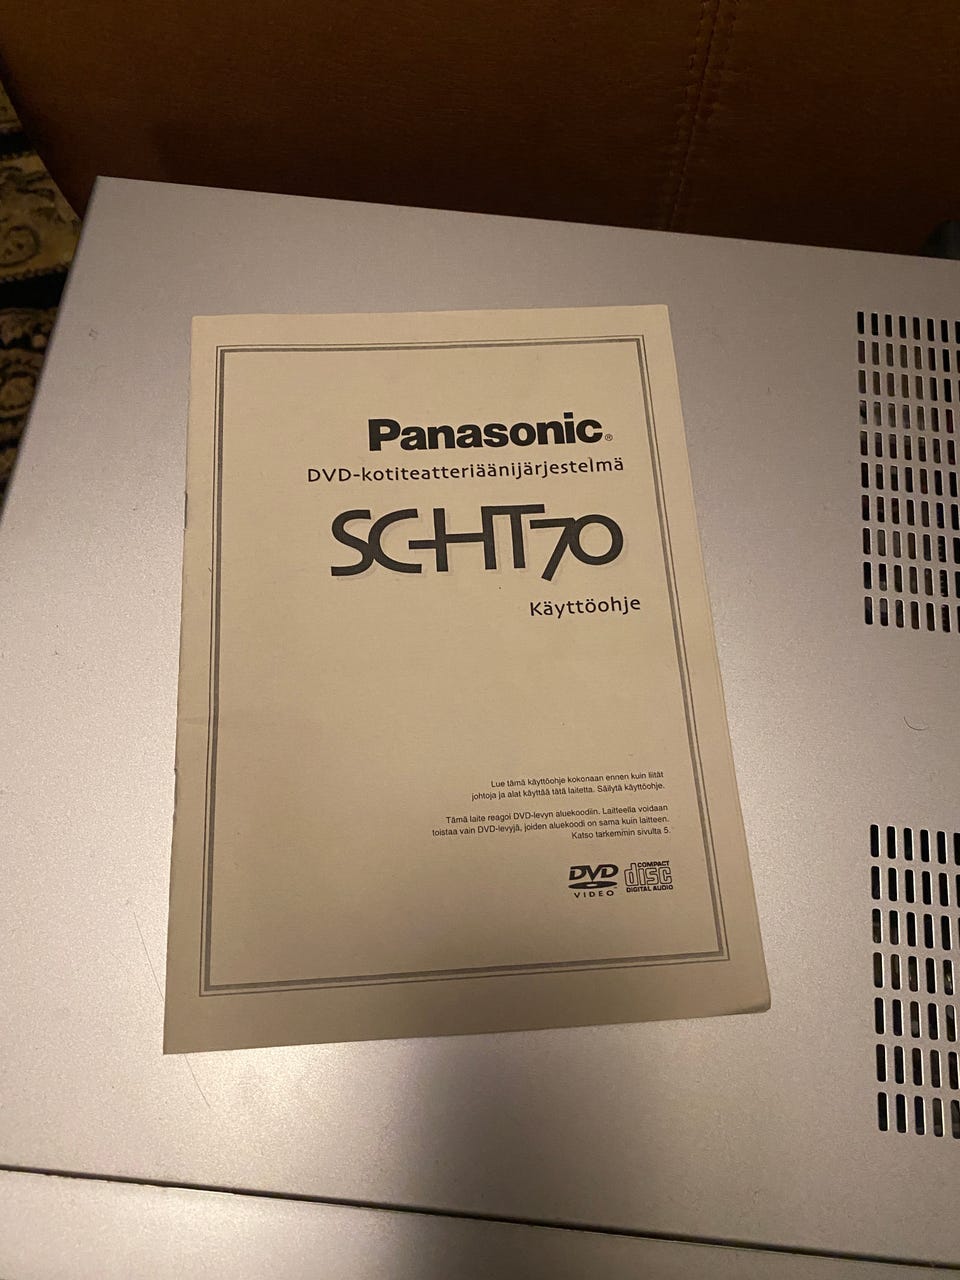 Panasonic®
DVD-kotiteatteriäänijärjestelmä
SC-HT70
Käyttöohje
Lue tämä käyttöohje kokonaan ennen kuin liität
johtoja ja alat käyttää tätä laitetta. Säilytä käyttöohje.
Tämä laite reagoi DVD-levyn aluekoodiin. Laitteella voidaan
toistaa vain DVD-levyjä, joiden aluekoodi on sama kuin laitteen.
Katso tarkemmin sivulta 5.
DVD
VIDEO
COMPACT
disc
DIGITAL AUDIO